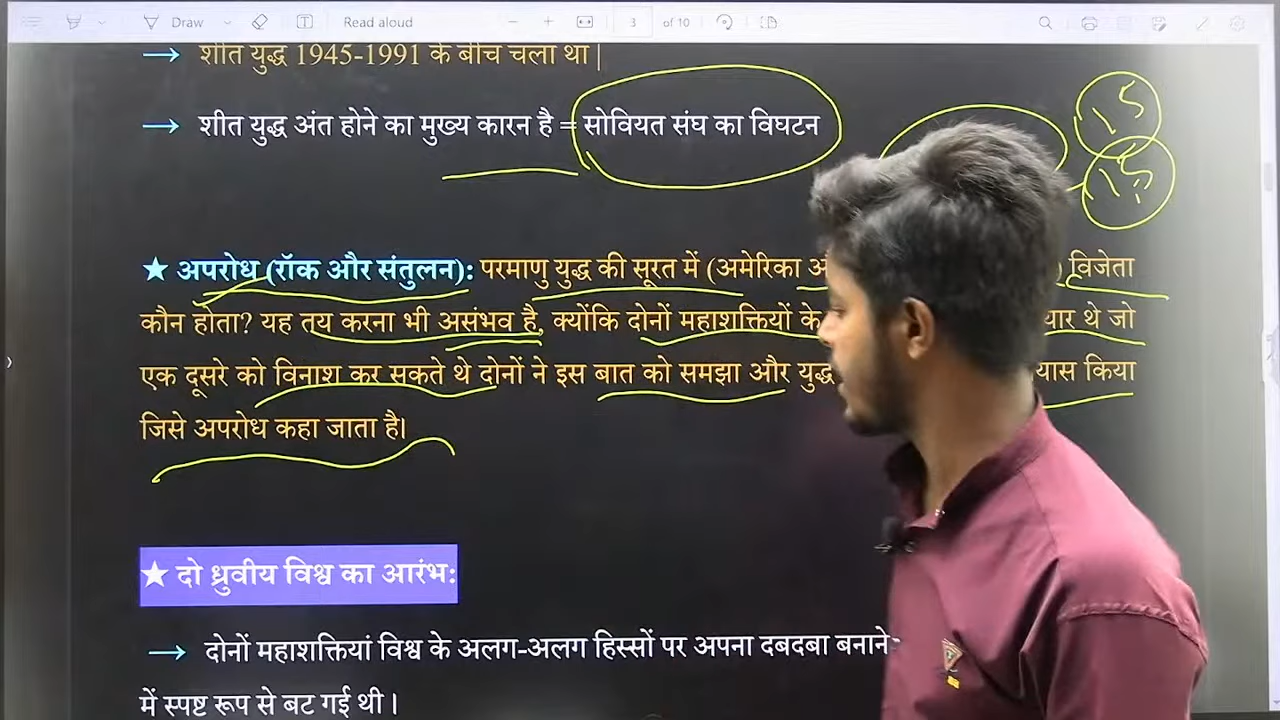 Draw
Read aloud
3 of 10
→ शीत युद्ध 1945-1991 के बीच चला था |
→ शीत युद्ध अंत होने का मुख्य कारन है = सोवियत संघ का विघटन
15
15
★ अपरोध (रॉक और संतुलन): परमाणु युद्ध की सूरत में (अमेरिका विजेता
कौन होता? यह तय करना भी असंभव है, क्योंकि दोनों महाशक्तियों के थे जो
एक दूसरे को विनाश कर सकते थे दोनों ने इस बात को समझा और युद्ध किया
जिसे अपरोध कहा जाता है।
★ दो ध्रुवीय विश्व का आरंभ:
→ दोनों महाशक्तियां विश्व के अलग-अलग हिस्सों पर अपना दबदबा बनाने
में स्पष्ट रूप से बट गई थी।